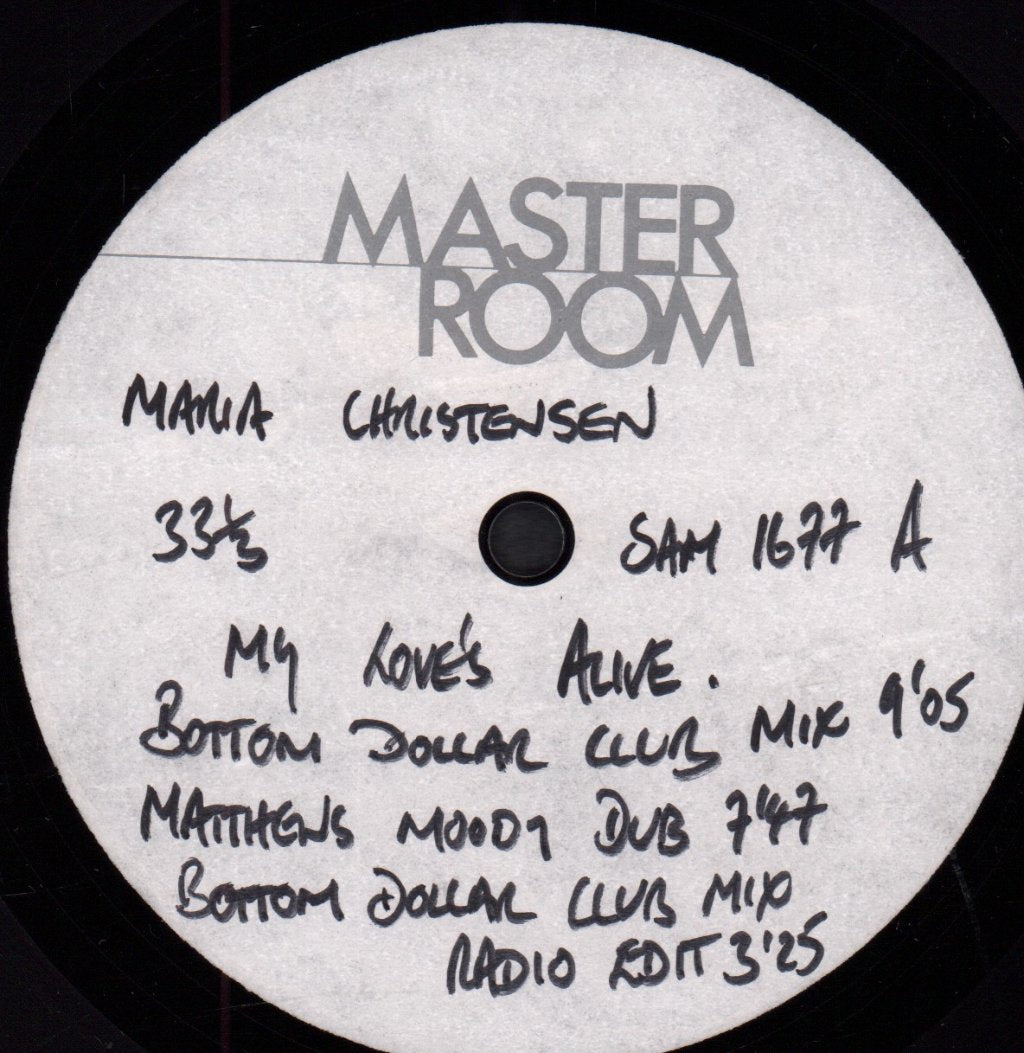 MASTER
ROOM
MARIA CHRISTENSEN
33⅓ SAM 1677 A
MY LOVE'S ALIVE.
BOTTOM DOLLAR CLUB MIX 9'05
MATTHEWS MOODY DUB 7'47
BOTTOM DOLLAR CLUB MIX
RADIO EDIT 3'25